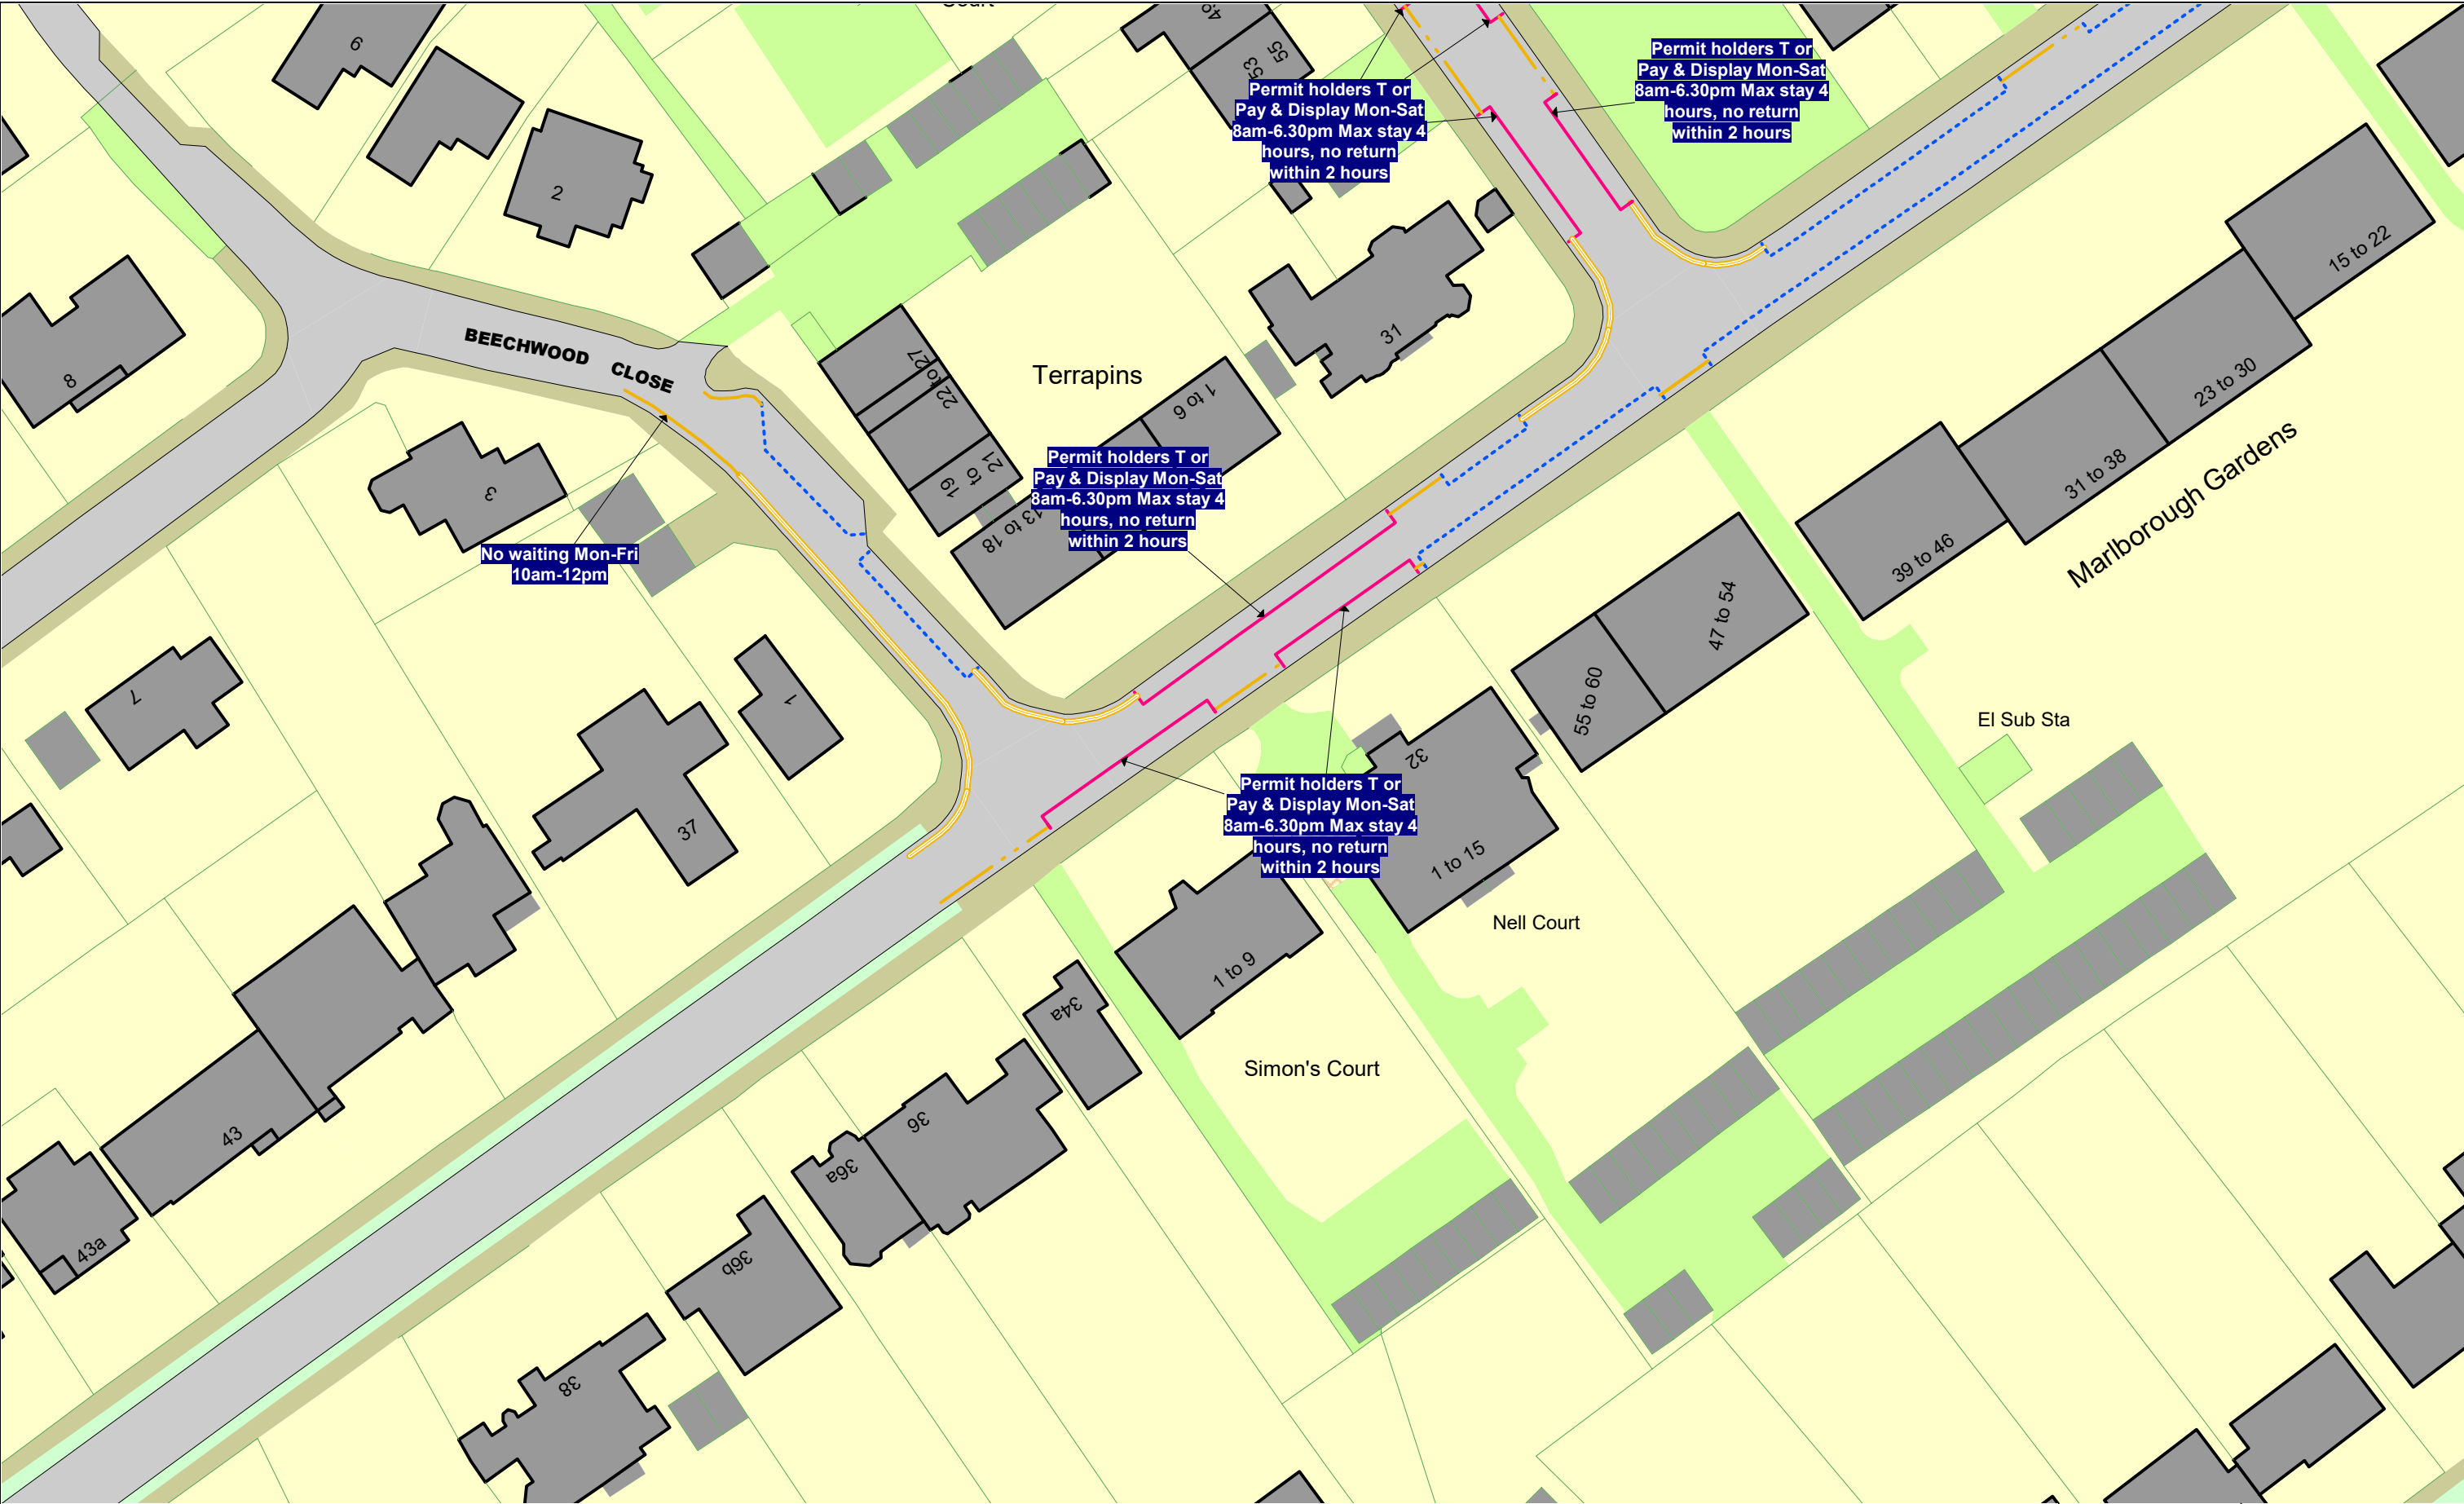 Permit holders T or
Pay & Display Mon-Sat
8am-6.30pm Max stay 4
hours, no return
within 2 hours
Permit holders T or
Pay & Display Mon-Sat
8am-6.30pm Max stay 4
hours, no return
within 2 hours
49
55
53
2
8
BEECHWOOD CLOSE
3
22 to 27
19 to 21
Terrapins
31
1 to 6
15 to 22
23 to 30
31 to 38
39 to 46
Marlborough Gardens
Permit holders T or
Pay & Display Mon-Sat
8am-6.30pm Max stay 4
hours, no return
within 2 hours
13 to 18
No waiting Mon-Fri
10am-12pm
47 to 54
55 to 60
7
1
37
El Sub Sta
32
Permit holders T or
Pay & Display Mon-Sat
8am-6.30pm Max stay 4
hours, no return
within 2 hours
1 to 15
Nell Court
1 to 9
34a
Simon's Court
36
36a
43
43a
36b
38